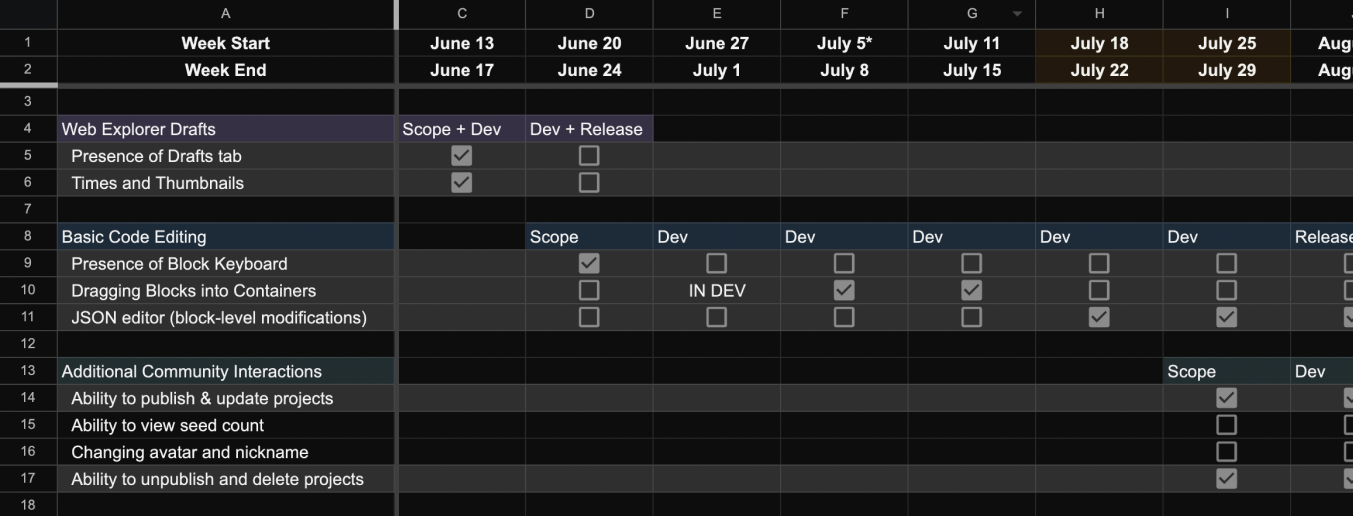 A C D E F G H I
1 Week Start June 13 June 20 June 27 July 5* July 11 July 18 July 25 Aug
2 Week End June 17 June 24 July 1 July 8 July 15 July 22 July 29 Aug
3
4 Web Explorer Drafts Scope + Dev Dev + Release
5 Presence of Drafts tab
6 Times and Thumbnails
7
8 Basic Code Editing Scope Dev Dev Dev Dev Dev Release
9 Presence of Block Keyboard
10 Dragging Blocks into Containers IN DEV
11 JSON editor (block-level modifications)
12
13 Additional Community Interactions Scope Dev
14 Ability to publish & update projects
15 Ability to view seed count
16 Changing avatar and nickname
17 Ability to unpublish and delete projects
18